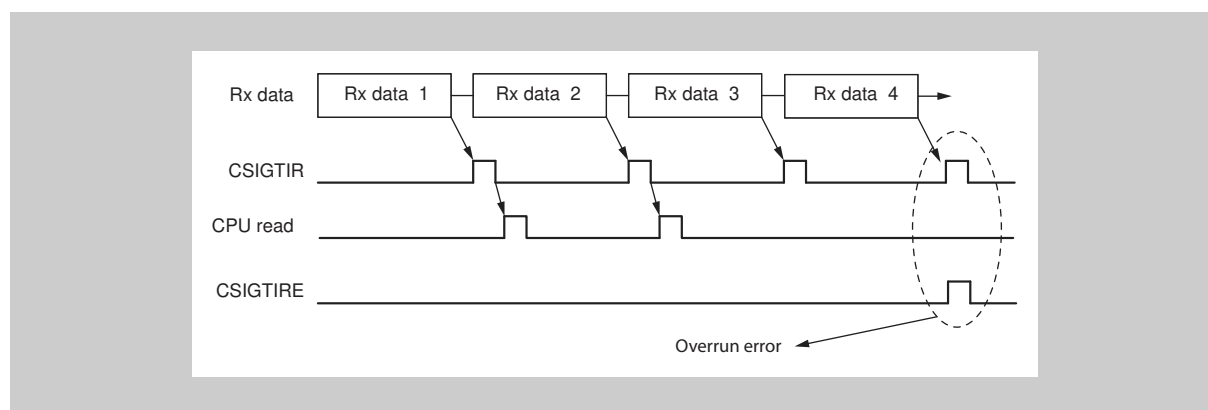 Rx data Rx data 1 Rx data 2 Rx data 3 Rx data 4
CSIGTIR
CPU read
CSIGTIRE
Overrun error